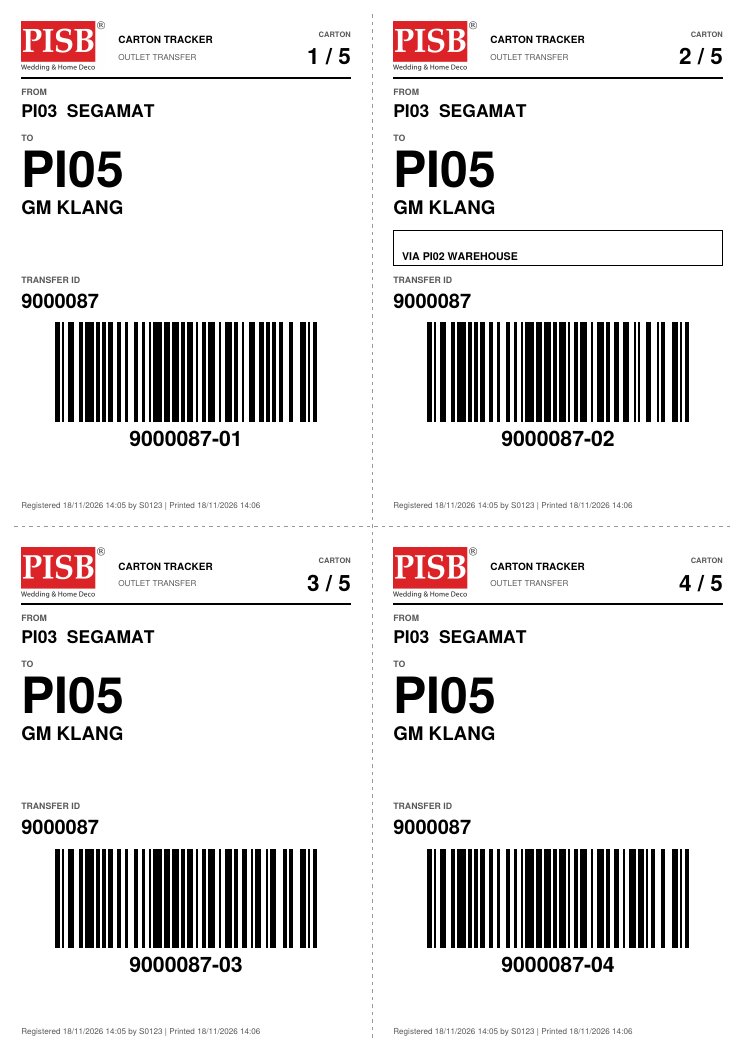 PISB®
Wedding & Home Deco
CARTON TRACKER
OUTLET TRANSFER
CARTON
1 / 5
FROM
PI03 SEGAMAT
TO
PI05
GM KLANG
TRANSFER ID
9000087
9000087-01
Registered 18/11/2026 14:05 by S0123 | Printed 18/11/2026 14:06
PISB®
Wedding & Home Deco
CARTON TRACKER
OUTLET TRANSFER
CARTON
2 / 5
FROM
PI03 SEGAMAT
TO
PI05
GM KLANG
VIA PI02 WAREHOUSE
TRANSFER ID
9000087
9000087-02
Registered 18/11/2026 14:05 by S0123 | Printed 18/11/2026 14:06
PISB®
Wedding & Home Deco
CARTON TRACKER
OUTLET TRANSFER
CARTON
3 / 5
FROM
PI03 SEGAMAT
TO
PI05
GM KLANG
TRANSFER ID
9000087
9000087-03
Registered 18/11/2026 14:05 by S0123 | Printed 18/11/2026 14:06
PISB®
Wedding & Home Deco
CARTON TRACKER
OUTLET TRANSFER
CARTON
4 / 5
FROM
PI03 SEGAMAT
TO
PI05
GM KLANG
TRANSFER ID
9000087
9000087-04
Registered 18/11/2026 14:05 by S0123 | Printed 18/11/2026 14:06